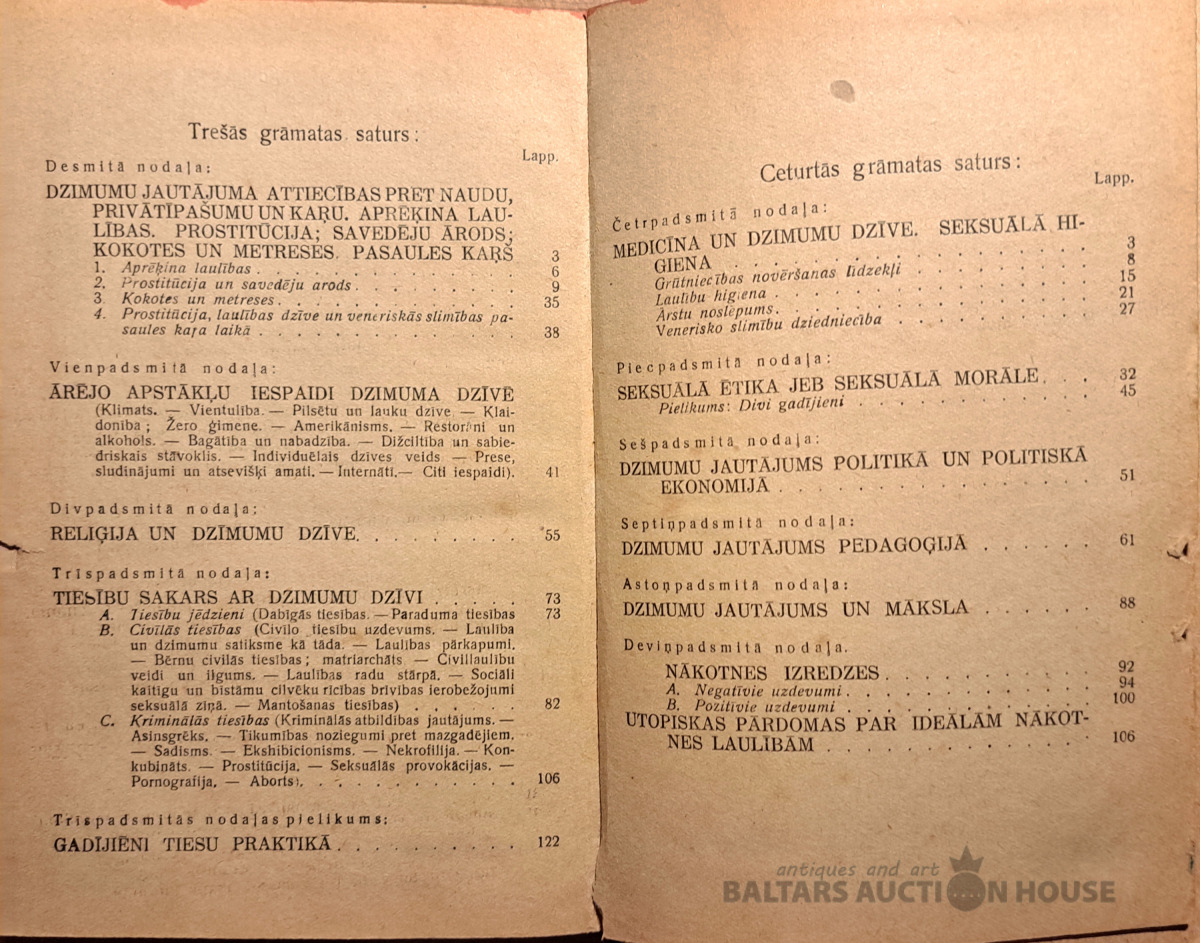 Trešās grāmatas saturs:
Lapp.
Desmitā nodaļa:
DZIMUMU JAUTĀJUMA ATTIECĪBAS PRET NAUDU,
PRIVĀTĪPAŠUMU UN KAŖU. APRĒĶINA LAU-
LĪBAS. PROSTITŪCIJA; SAVEDĒJU ĀRODS;
KOKOTES UN METRESES. PASAULES KAŖŠ 3
1. Aprēķina laulības . . . . . . . . . . . . . . 6
2. Prostitūcija un savedēju arods . . . . . . . . . 9
3 Kokotes un metreses . . . . . . . . . . . . . 35
4. Prostitūcija, laulības dzīve un veneriskās slimības pa-
saules kaŗa laikā . . . . . . . . . . . . . . 38
Vienpadsmitā nodaļa:
ĀRĒJO APSTĀKĻU IESPAIDI DZIMUMA DZĪVĒ
(Klimats. — Vientulība. — Pilsētu un lauku dzīve. — Klai-
donība; Žero ģimene. — Amerikānisms. — Restorāni un
alkohols. — Bagātība un nabadzība. — Dižciltība un sabie-
driskais stāvoklis. — Individuēlais dzīves veids — Prese,
sludinājumi un atsevišķi amati. — Internāti. — Citi iespaidi). 41
Divpadsmitā nodaļa:
RELIĢIJA UN DZĪMUMU DZĪVE. . . . . . . . . 55
Trīspadsmitā nodaļa:
TIESĪBU SAKARS AR DZIMUMU DZĪVI . . . . . 73
A. Tiesību jēdzieni (Dabīgās tiesības. — Paraduma tiesības 73
B. Civīlās tiesības (Civīlo tiesību uzdevums. — Laulība
un dzimumu satiksme kā tāda. — Laulības pārkāpumi.
— Bērnu civilās tiesības; matriarchāts — Civillaulību
veidi un ilgums. — Laulības radu stārpā. — Sociāli
kaitīgu un bīstamu cilvēku rīcības brīvības ierobežojumi
seksuālā ziņā. — Mantošanas tiesības) . . . . . . 82
C. Kriminālās tiesības (Kriminālās atbildības jautājums. —
Asinsgrēks. — Tikumības noziegumi pret mazgadējiem.
— Sadisms. — Ekshibicionisms. — Nekrofilija. — Kon-
kubināts. — Prostitūcija. — Seksuālās provokācijas. —
Pornografija. — Aborts). . . . . . . . . . . . 106
Trīspadsmitās nodaļas pielikums:
GADĪJIENI TIESU PRAKTIKĀ . . . . . . . . . . 122
Ceturtās grāmatas saturs:
Lapp.
Četrpadsmitā nodaļa:
MEDICĪNA UN DZIMUMU DZĪVE. SEKSUĀLĀ HI-
GIENA . . . . . . . . . . . . . . . . 3
Grūtniecības novēršanas līdzekļi . . . . . . . . 8
Laulību higiena . . . . . . . . . . . . . . 15
Ārstu noslēpums . . . . . . . . . . . . . 21
Venerisko slimību dziedniecība . . . . . . . . 27
Piecpadsmitā nodaļa:
SEKSUĀLĀ ĒTIKA JEB SEKSUĀLĀ MORĀLE . . . 32
Pielikums: Divi gadījieni . . . . . . . . . . 45
Sešpadsmitā nodaļa:
DZIMUMU JAUTĀJUMS POLITIKĀ UN POLITISKĀ
EKONOMIJĀ . . . . . . . . . . . . . . 51
Septiņpadsmitā nodaļa:
DZIMUMU JAUTĀJUMS PEDAGOĢIJĀ . . . . . . 61
Astoņpadsmitā nodaļa:
DZIMUMU JAUTĀJUMS UN MĀKSLA . . . . . . 88
Deviņpadsmitā nodaļa.
NĀKOTNES IZREDZES . . . . . . . . . . . 92
A. Negatīvie uzdevumi . . . . . . . . . . . 94
B. Pozitīvie uzdevumi . . . . . . . . . . . 100
UTOPISKAS PĀRDOMAS PAR IDEĀLĀM NĀKOT-
NES LAULĪBĀM . . . . . . . . . . . . . 106
antiques and art
BALTARS AUCTION HOUSE